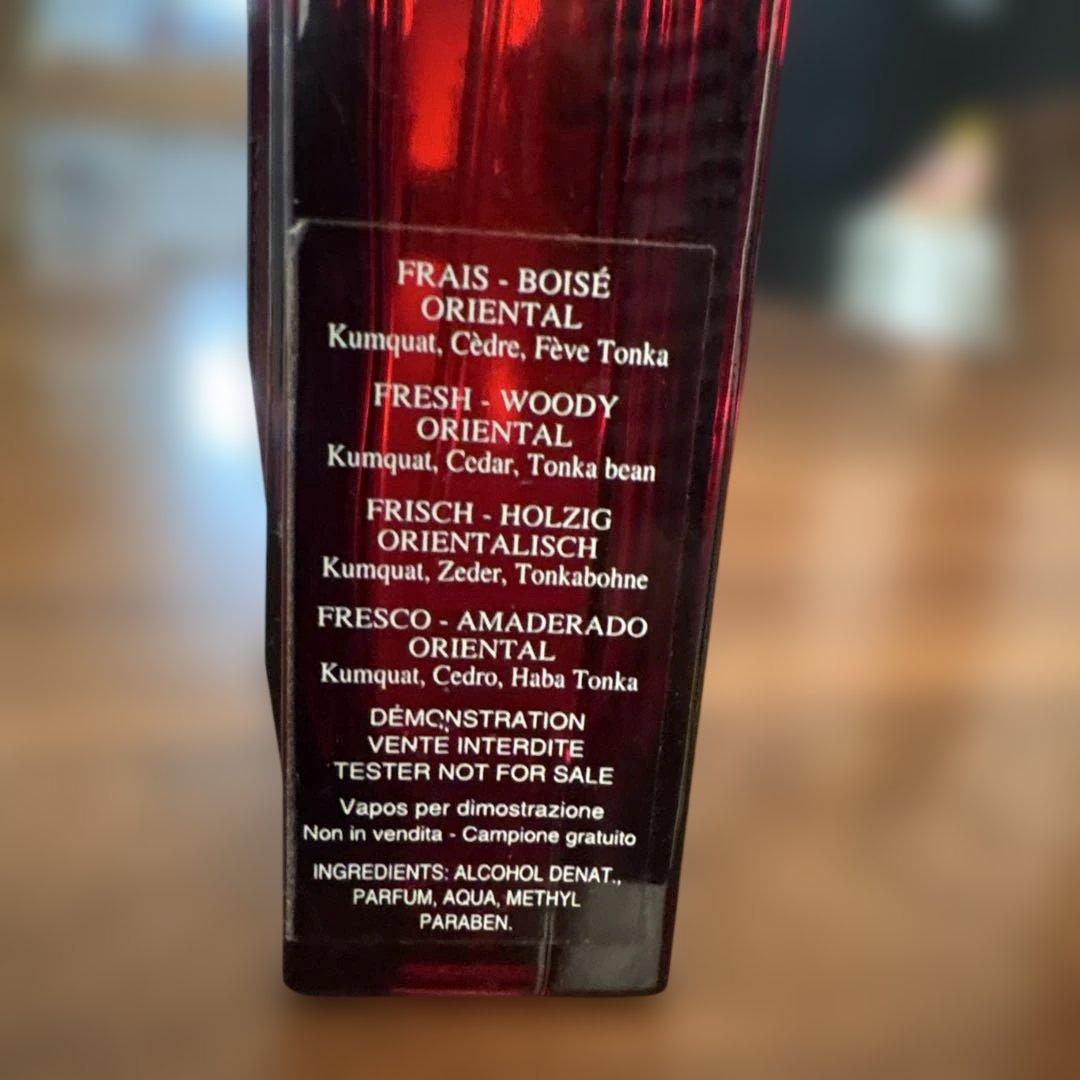 FRAIS - BOISÉ
ORIENTAL
Kumquat, Cèdre, Fève Tonka
FRESH - WOODY
ORIENTAL
Kumquat, Cedar, Tonka bean
FRISCH - HOLZIG
ORIENTALISCH
Kumquat, Zeder, Tonkabohne
FRESCO - AMADERADO
ORIENTAL
Kumquat, Cedro, Haba Tonka
DÉMONSTRATION
VENTE INTERDITE
TESTER NOT FOR SALE
Vapos per dimostrazione
Non in vendita - Campione gratuito
INGREDIENTS: ALCOHOL DENAT.,
PARFUM, AQUA, METHYL
PARABEN.